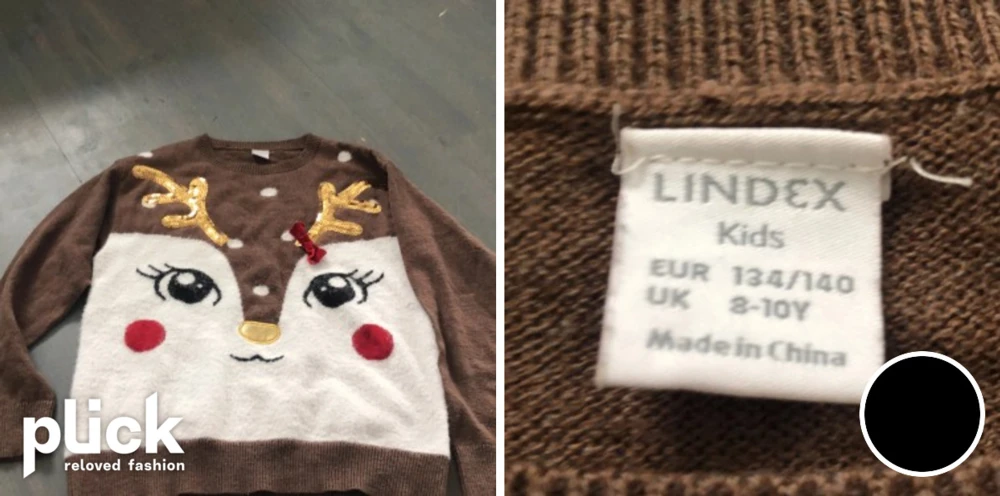 plick
reloved fashion
LINDEX
Kids
EUR 134/140
UK 8-10Y
Made in China